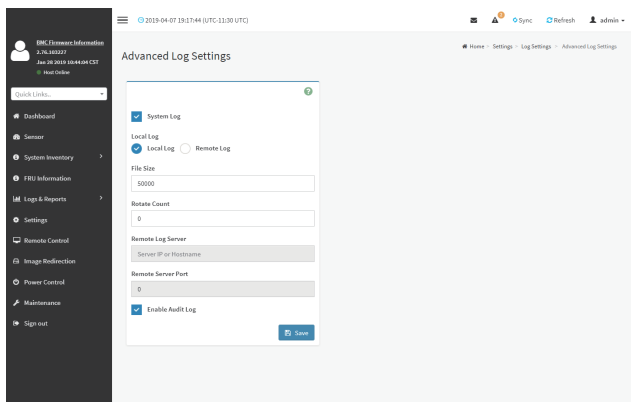 2019-04-07 19:17:44 (UTC-11:30 UTC)
1
Sync
Refresh
admin
BMC Firmware Information
2.76.103227
Jan 28 2019 10:44:04 CST
Host Online
Quick Links..
Dashboard
Sensor
System Inventory
FRU Information
Logs & Reports
Settings
Remote Control
Image Redirection
Power Control
Maintenance
Sign out
Advanced Log Settings
Home > Settings > Log Settings > Advanced Log Settings
System Log
Local Log
Local Log Remote Log
File Size
50000
Rotate Count
0
Remote Log Server
Server IP or Hostname
Remote Server Port
0
Enable Audit Log
Save